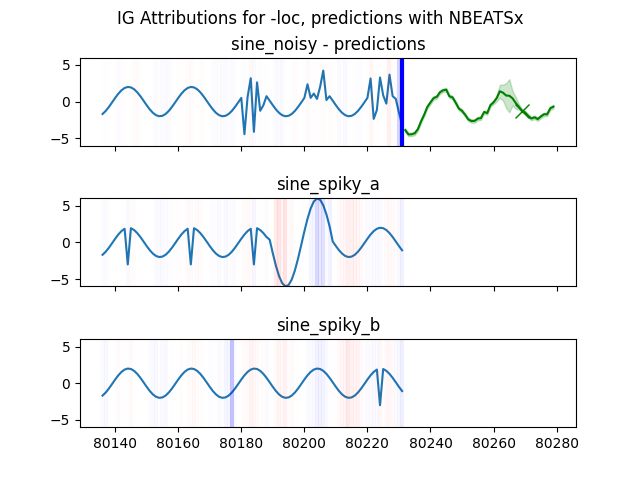 IG Attributions for -loc, predictions with NBEATSx
sine_noisy - predictions
5
0
−5
sine_spiky_a
5
0
−5
sine_spiky_b
5
0
−5
80140 80160 80180 80200 80220 80240 80260 80280